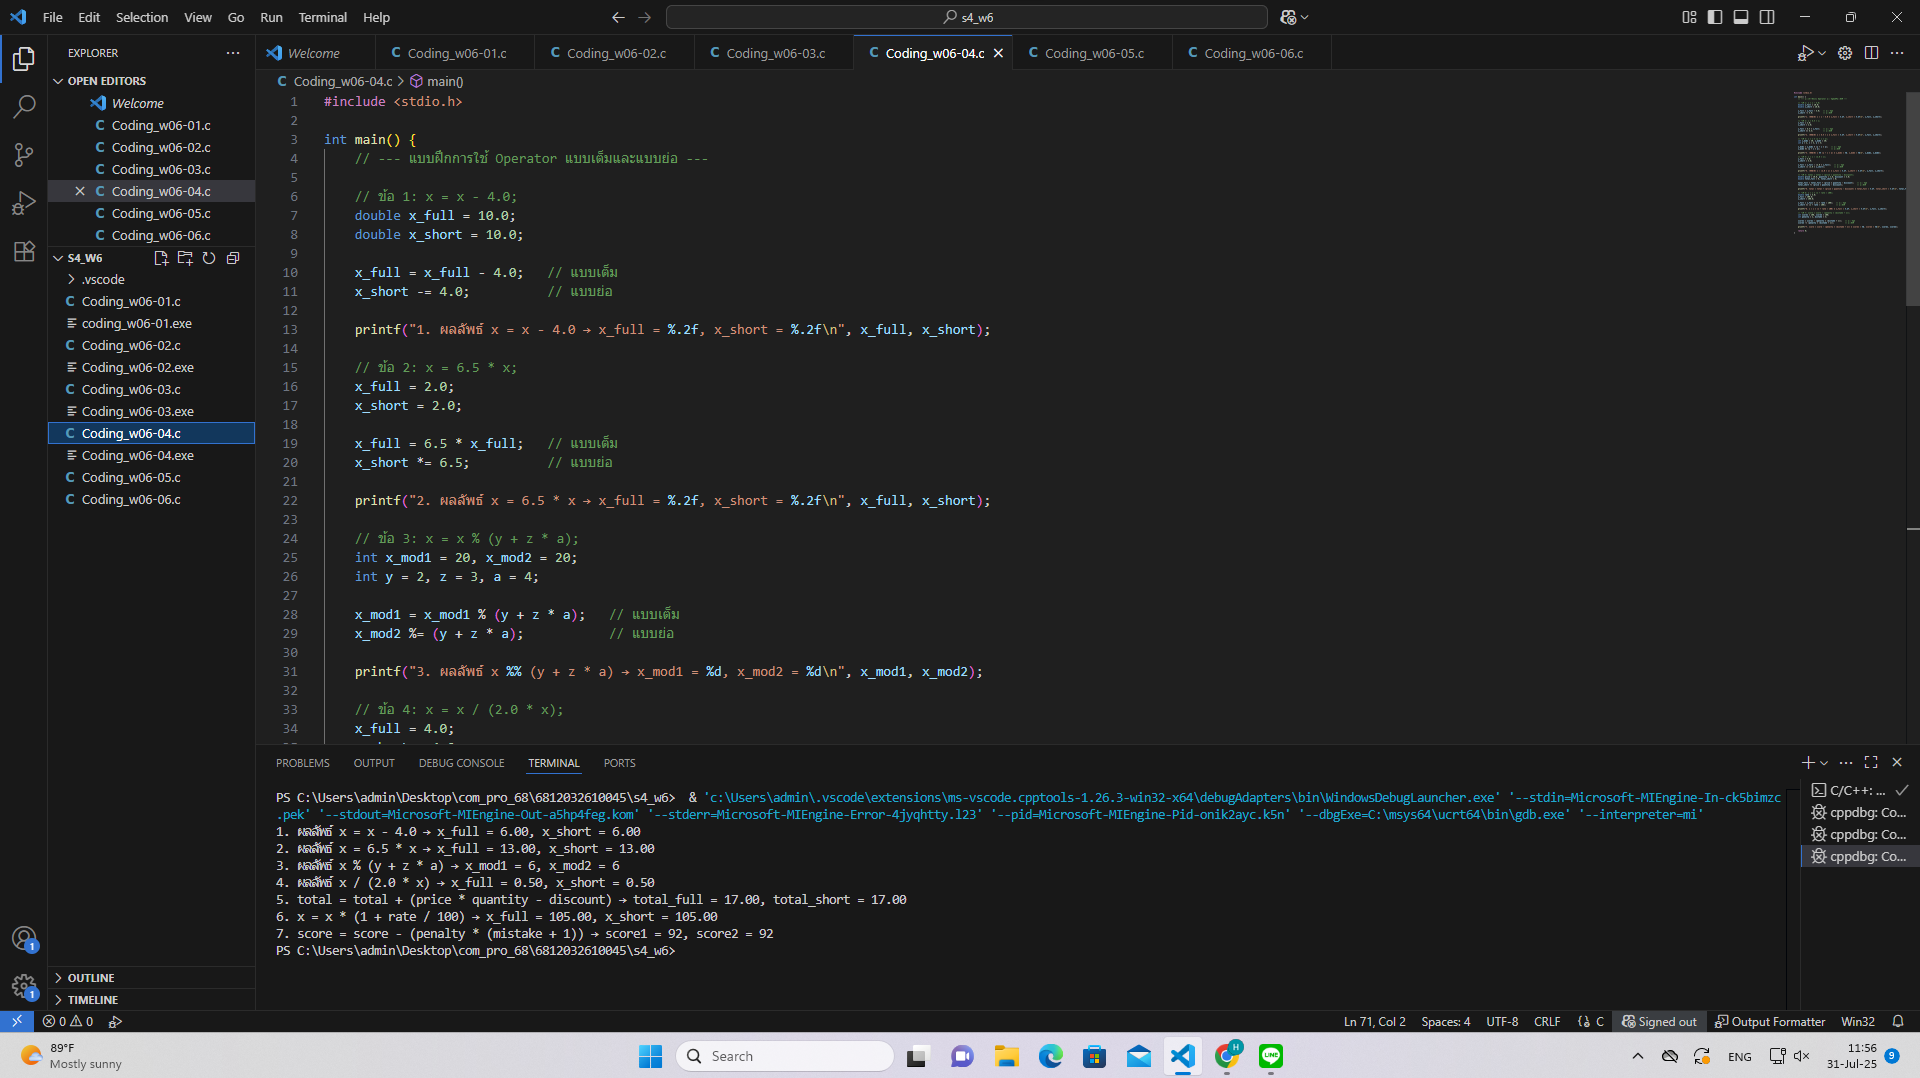 File Edit Selection View Go Run Terminal Help
s4_w6
EXPLORER
OPEN EDITORS
Welcome
Coding_w06-01.c
Coding_w06-02.c
Coding_w06-03.c
Coding_w06-04.c
Coding_w06-05.c
Coding_w06-06.c
S4_W6
.vscode
Coding_w06-01.c
coding_w06-01.exe
Coding_w06-02.c
Coding_w06-02.exe
Coding_w06-03.c
Coding_w06-03.exe
Coding_w06-04.c
Coding_w06-04.exe
Coding_w06-05.c
Coding_w06-06.c
OUTLINE
TIMELINE
Welcome Coding_w06-01.c Coding_w06-02.c Coding_w06-03.c Coding_w06-04.c Coding_w06-05.c Coding_w06-06.c
Coding_w06-04.c > main()
1 #include <stdio.h>
2
3 int main() {
4 // --- แบบฝึกการใช้ Operator แบบเต็มและแบบย่อ ---
5
6 // ข้อ 1: x = x - 4.0;
7 double x_full = 10.0;
8 double x_short = 10.0;
9
10 x_full = x_full - 4.0; // แบบเต็ม
11 x_short -= 4.0; // แบบย่อ
12
13 printf("1. ผลลัพธ์ x = x - 4.0 → x_full = %.2f, x_short = %.2f\n", x_full, x_short);
14
15 // ข้อ 2: x = 6.5 * x;
16 x_full = 2.0;
17 x_short = 2.0;
18
19 x_full = 6.5 * x_full; // แบบเต็ม
20 x_short *= 6.5; // แบบย่อ
21
22 printf("2. ผลลัพธ์ x = 6.5 * x → x_full = %.2f, x_short = %.2f\n", x_full, x_short);
23
24 // ข้อ 3: x = x % (y + z * a);
25 int x_mod1 = 20, x_mod2 = 20;
26 int y = 2, z = 3, a = 4;
27
28 x_mod1 = x_mod1 % (y + z * a); // แบบเต็ม
29 x_mod2 %= (y + z * a); // แบบย่อ
30
31 printf("3. ผลลัพธ์ x %% (y + z * a) → x_mod1 = %d, x_mod2 = %d\n", x_mod1, x_mod2);
32
33 // ข้อ 4: x = x / (2.0 * x);
34 x_full = 4.0;
PROBLEMS OUTPUT DEBUG CONSOLE TERMINAL PORTS
PS C:\Users\admin\Desktop\com_pro_68\6812032610045\s4_w6> & 'c:\Users\admin\.vscode\extensions\ms-vscode.cpptools-1.26.3-win32-x64\debugAdapters\bin\WindowsDebugLauncher.exe' '--stdin=Microsoft-MIEngine-In-ck5bimzc
.pek' '--stdout=Microsoft-MIEngine-Out-a5hp4feg.kom' '--stderr=Microsoft-MIEngine-Error-4jyqhtty.l23' '--pid=Microsoft-MIEngine-Pid-onik2ayc.k5n' '--dbgExe=C:\msys64\ucrt64\bin\gdb.exe' '--interpreter=mi'
1. ผลลัพธ์ x = x - 4.0 → x_full = 6.00, x_short = 6.00
2. ผลลัพธ์ x = 6.5 * x → x_full = 13.00, x_short = 13.00
3. ผลลัพธ์ x % (y + z * a) → x_mod1 = 6, x_mod2 = 6
4. ผลลัพธ์ x / (2.0 * x) → x_full = 0.50, x_short = 0.50
5. total = total + (price * quantity - discount) → total_full = 17.00, total_short = 17.00
6. x = x * (1 + rate / 100) → x_full = 105.00, x_short = 105.00
7. score = score - (penalty * (mistake + 1)) → score1 = 92, score2 = 92
PS C:\Users\admin\Desktop\com_pro_68\6812032610045\s4_w6>
C/C++: ...
cppdbg: Co...
cppdbg: Co...
cppdbg: Co...
1
1
0 0
Ln 71, Col 2 Spaces: 4 UTF-8 CRLF {} C Signed out Output Formatter Win32
89°F
Mostly sunny
Search
H
LINE
ENG
11:56
31-Jul-25
9